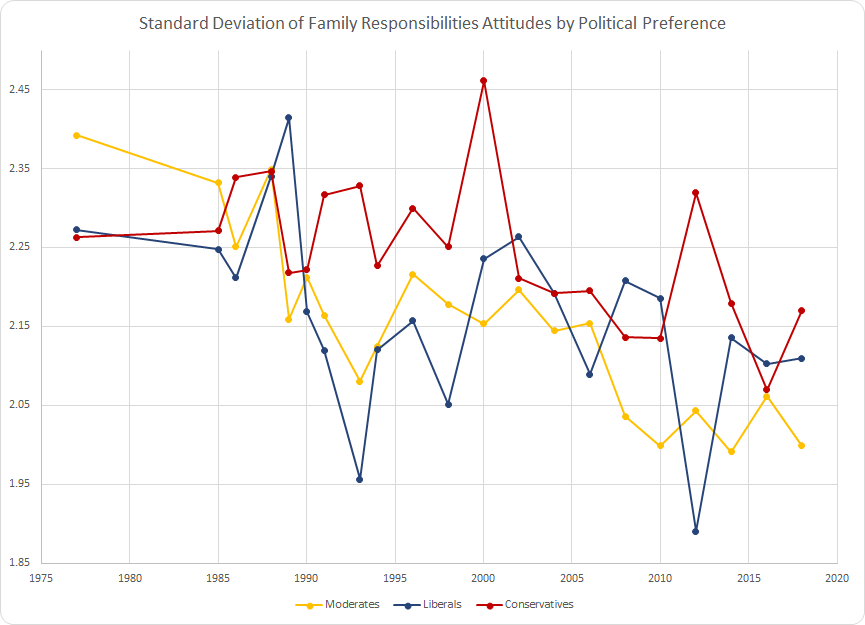 Standard Deviation of Family Responsibilities Attitudes by Political Preference
2.45
2.35
2.25
2.15
2.05
1.95
1.85
1975 1980 1985 1990 1995 2000 2005 2010 2015 2020
Moderates Liberals Conservatives